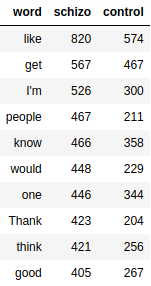 word schizo control
like 820 574
get 567 467
I'm 526 300
people 467 211
know 466 358
would 448 229
one 446 344
Thank 423 204
think 421 256
good 405 267